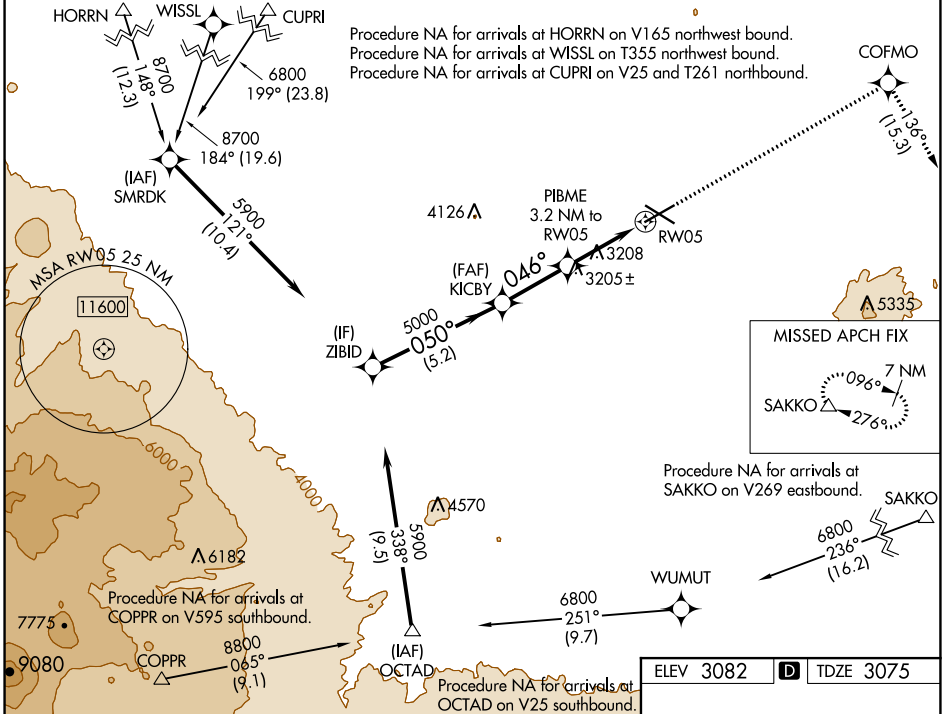 HORRN
WISSL
CUPRI
8700
148°
(12.3)
6800
199° (23.8)
8700
184° (19.6)
Procedure NA for arrivals at HORRN on V165 northwest bound.
Procedure NA for arrivals at WISSL on T355 northwest bound.
Procedure NA for arrivals at CUPRI on V25 and T261 northbound.
COFMO
136°
(15.3)
(IAF)
SMRDK
5900
121°
(10.4)
4126
PIBME
3.2 NM to
RW05
RW05
3208
3205±
(FAF)
KICBY
046°
MSA RW05 25 NM
11600
5335
(IF)
ZIBID
5000
050°
(5.2)
MISSED APCH FIX
7 NM
096°
SAKKO
276°
6000
4000
Procedure NA for arrivals at
SAKKO on V269 eastbound.
SAKKO
6800
236°
(16.2)
4570
5900
338°
(9.5)
6182
WUMUT
6800
251°
(9.7)
Procedure NA for arrivals at
COPPR on V595 southbound.
7775
9080
COPPR
8800
065°
(9.1)
(IAF)
OCTAD
Procedure NA for arrivals at
OCTAD on V25 southbound.
ELEV 3082 D TDZE 3075